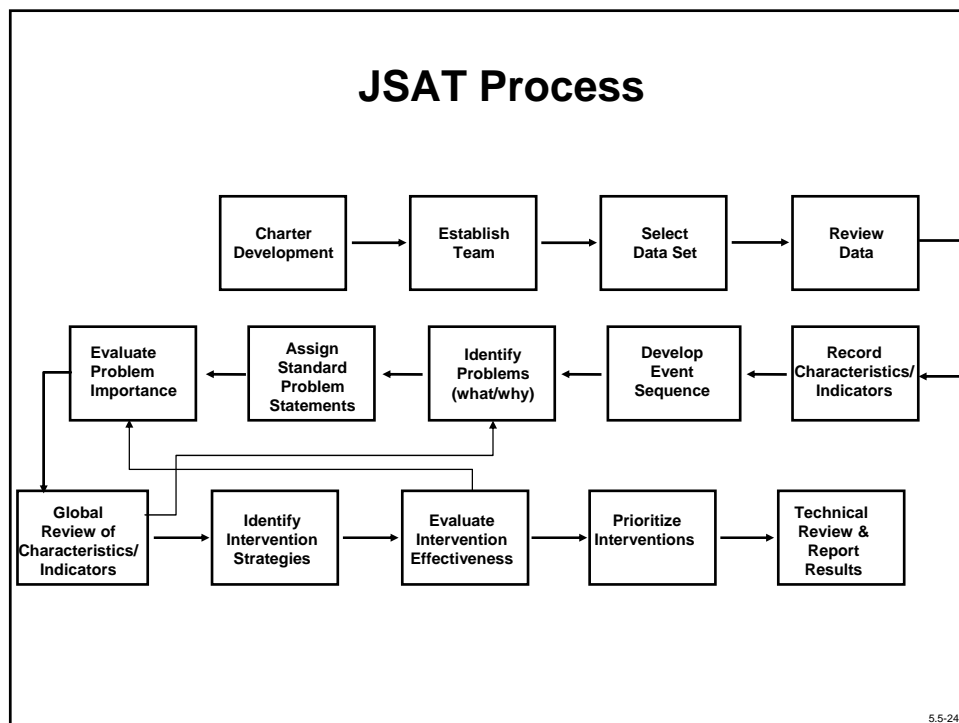 JSAT Process
Charter
Development
Establish
Team
Select
Data Set
Review
Data
Record
Characteristics/
Indicators
Develop
Event
Sequence
Identify
Problems
(what/why)
Assign
Standard
Problem
Statements
Evaluate
Problem
Importance
Global
Review of
Characteristics/
Indicators
Identify
Intervention
Strategies
Evaluate
Intervention
Effectiveness
Prioritize
Interventions
Technical
Review &
Report
Results
5.5-24